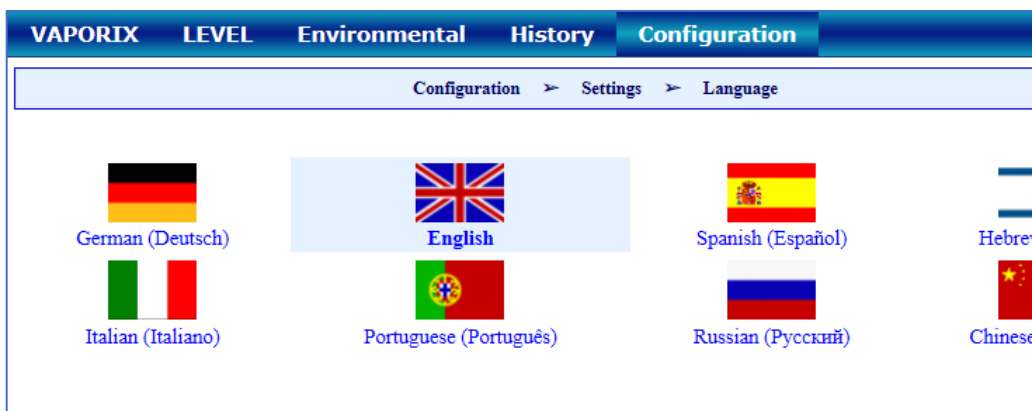 VAPORIX LEVEL Environmental History Configuration
Configuration ➢ Settings ➢ Language
German (Deutsch) English Spanish (Español)
Italian (Italiano) Portuguese (Português) Russian (Русский) Chinese